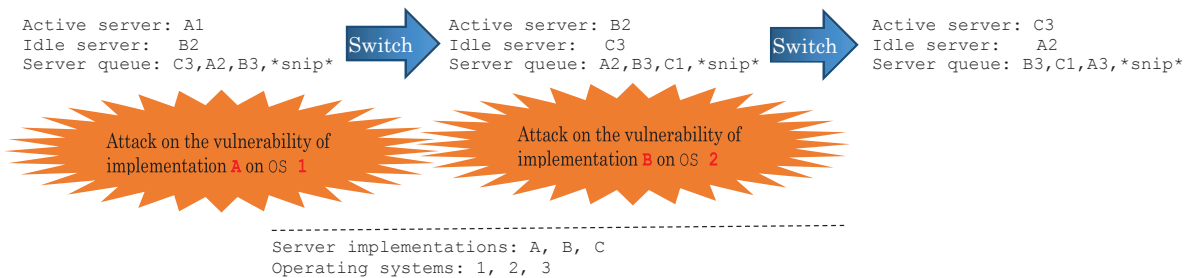 Active server: A1
Idle server: B2
Server queue: C3,A2,B3,*snip*
Switch
Active server: B2
Idle server: C3
Server queue: A2,B3,C1,*snip*
Switch
Active server: C3
Idle server: A2
Server queue: B3,C1,A3,*snip*
Attack on the vulnerability of
implementation A on OS 1
Attack on the vulnerability of
implementation B on OS 2
Server implementations: A, B, C
Operating systems: 1, 2, 3